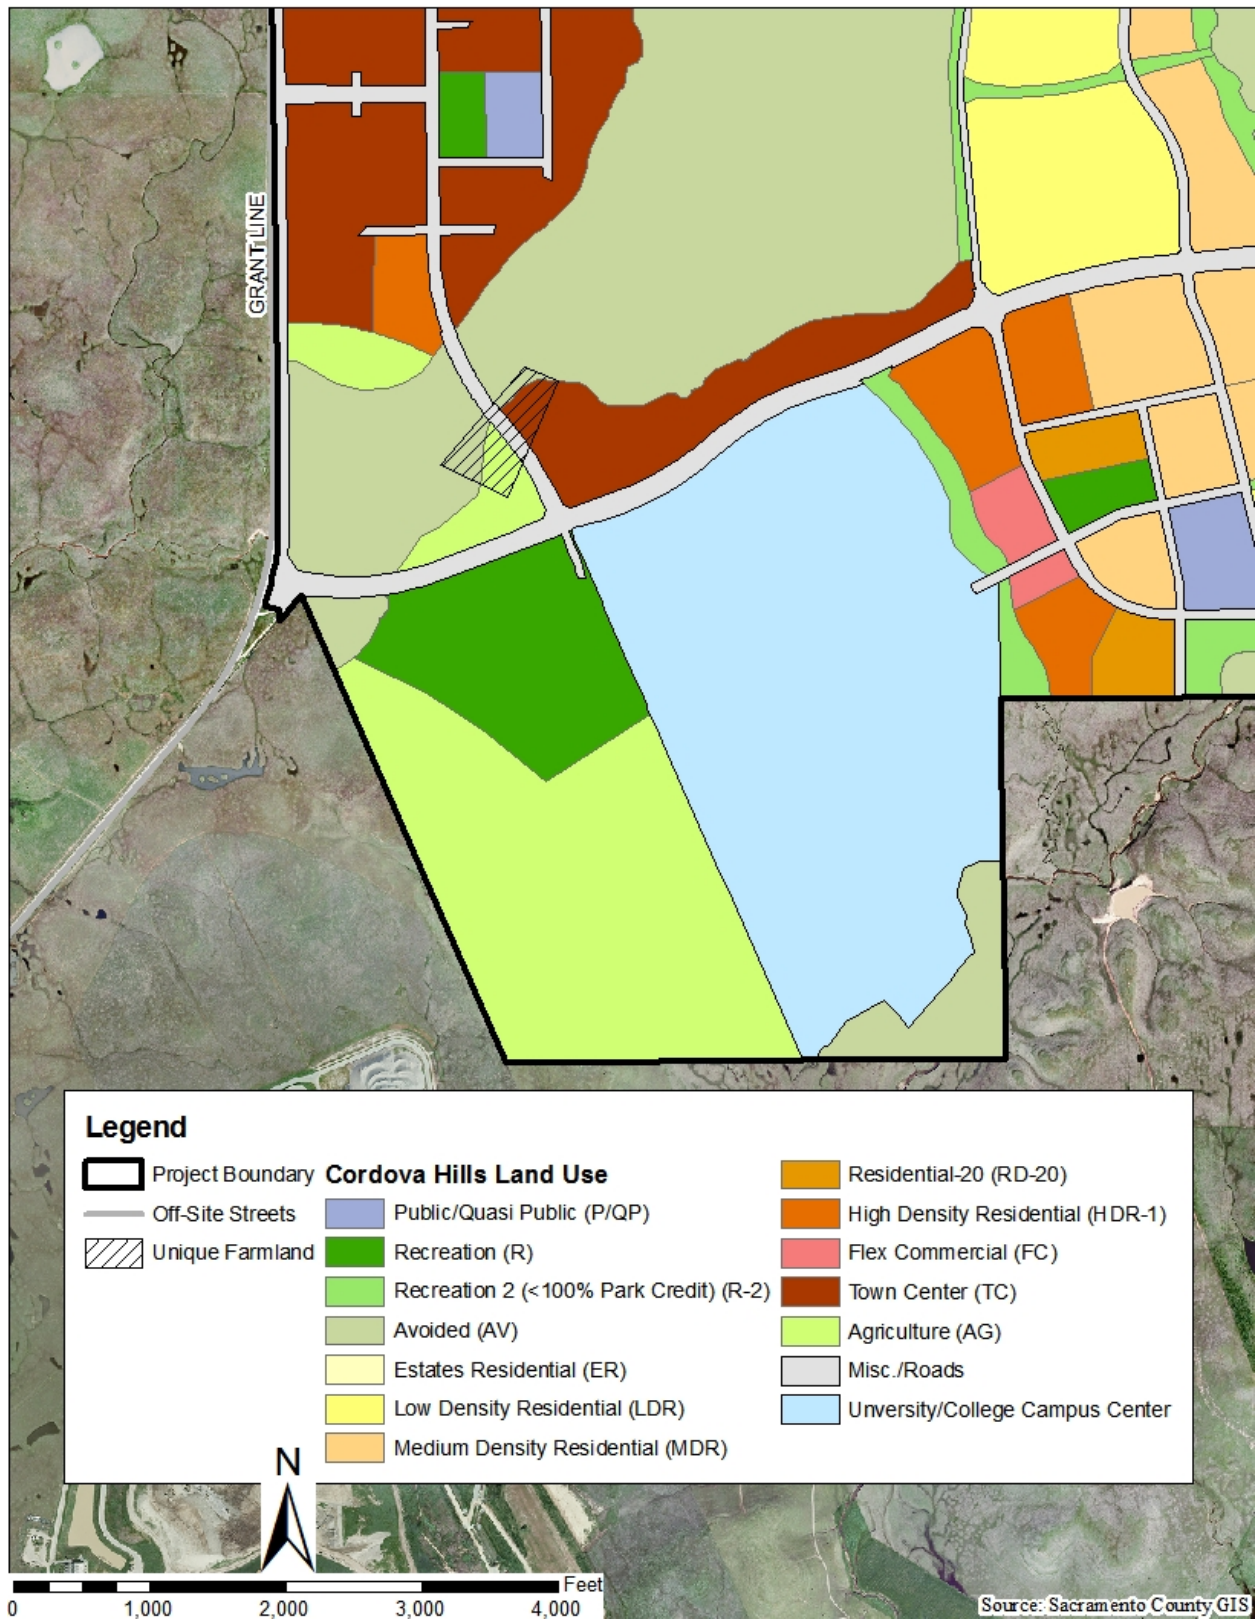 GRANT LINE
Legend
Project Boundary
Off-Site Streets
Unique Farmland
Cordova Hills Land Use
Public/Quasi Public (P/QP)
Recreation (R)
Recreation 2 (<100% Park Credit) (R-2)
Avoided (AV)
Estates Residential (ER)
Low Density Residential (LDR)
Medium Density Residential (MDR)
Residential-20 (RD-20)
High Density Residential (HDR-1)
Flex Commercial (FC)
Town Center (TC)
Agriculture (AG)
Misc./Roads
Unversity/College Campus Center
N
Feet
0 1,000 2,000 3,000 4,000
Source: Sacramento County GIS